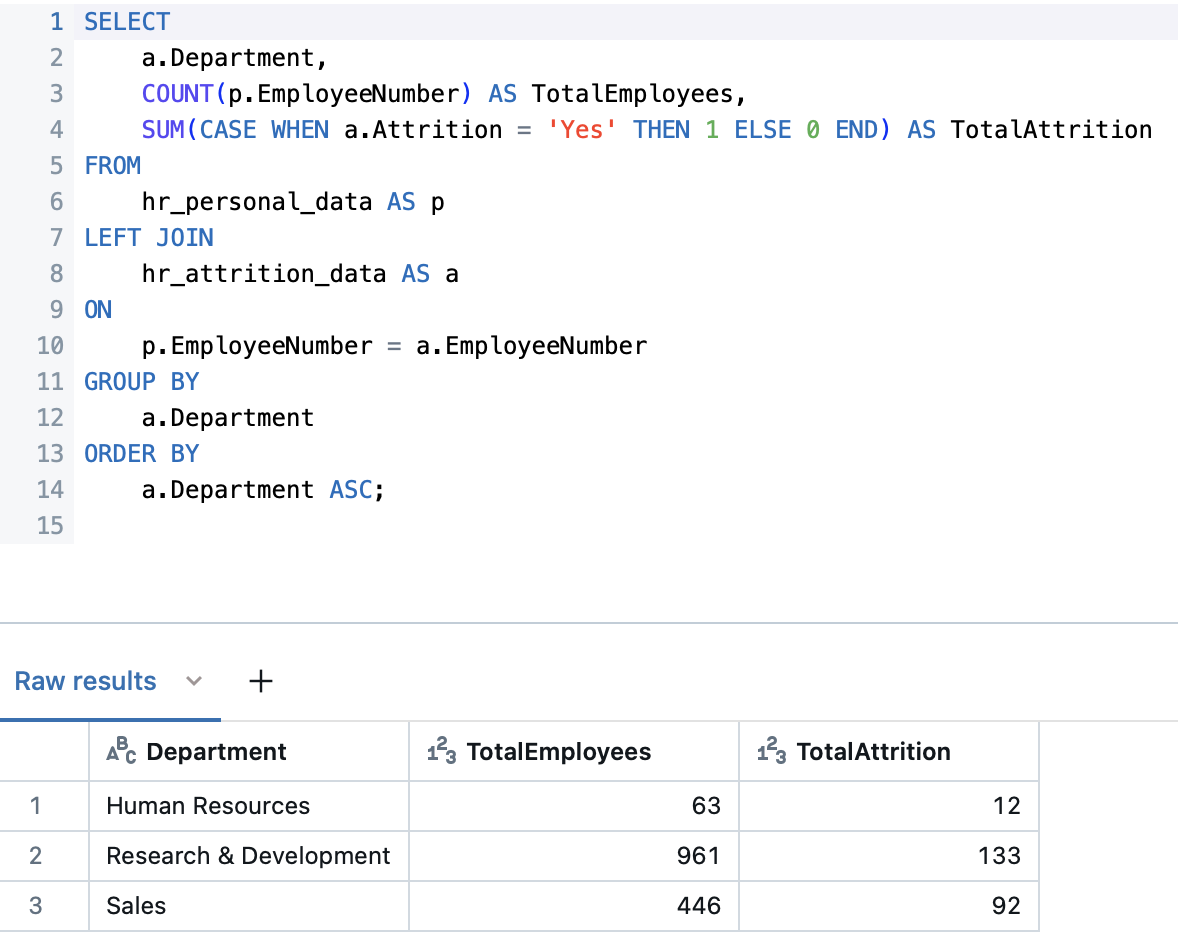 1 SELECT
2 a.Department,
3 COUNT(p.EmployeeNumber) AS TotalEmployees,
4 SUM(CASE WHEN a.Attrition = 'Yes' THEN 1 ELSE 0 END) AS TotalAttrition
5 FROM
6 hr_personal_data AS p
7 LEFT JOIN
8 hr_attrition_data AS a
9 ON
10 p.EmployeeNumber = a.EmployeeNumber
11 GROUP BY
12 a.Department
13 ORDER BY
14 a.Department ASC;
15
Raw results +
ABC Department 123 TotalEmployees 123 TotalAttrition
1 Human Resources 63 12
2 Research & Development 961 133
3 Sales 446 92